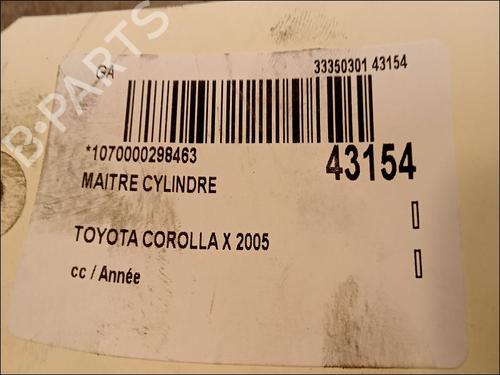 B-PARTS
GA
33350301 43154
*1070000298463
43154
MAITRE CYLINDRE
TOYOTA COROLLA X 2005
cc / Année